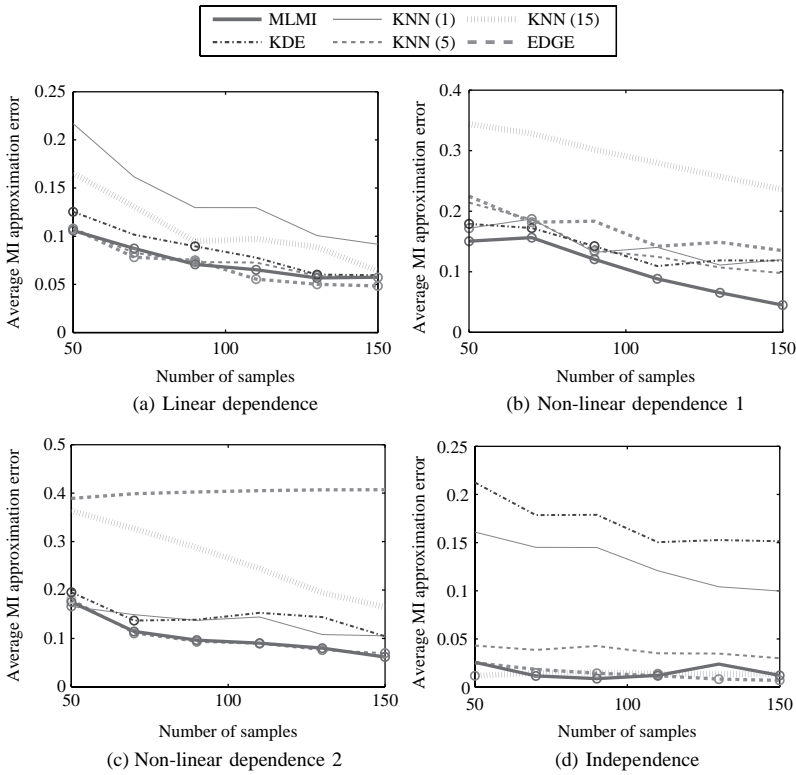 MLMI KNN (1) KNN (15)
KDE KNN (5) EDGE
Average MI approximation error
0.25
0.2
0.15
0.1
0.05
0
50 100 150
Number of samples
(a) Linear dependence
Average MI approximation error
0.4
0.3
0.2
0.1
0
50 100 150
Number of samples
(b) Non-linear dependence 1
Average MI approximation error
0.5
0.4
0.3
0.2
0.1
0
50 100 150
Number of samples
(c) Non-linear dependence 2
Average MI approximation error
0.25
0.2
0.15
0.1
0.05
0
50 100 150
Number of samples
(d) Independence